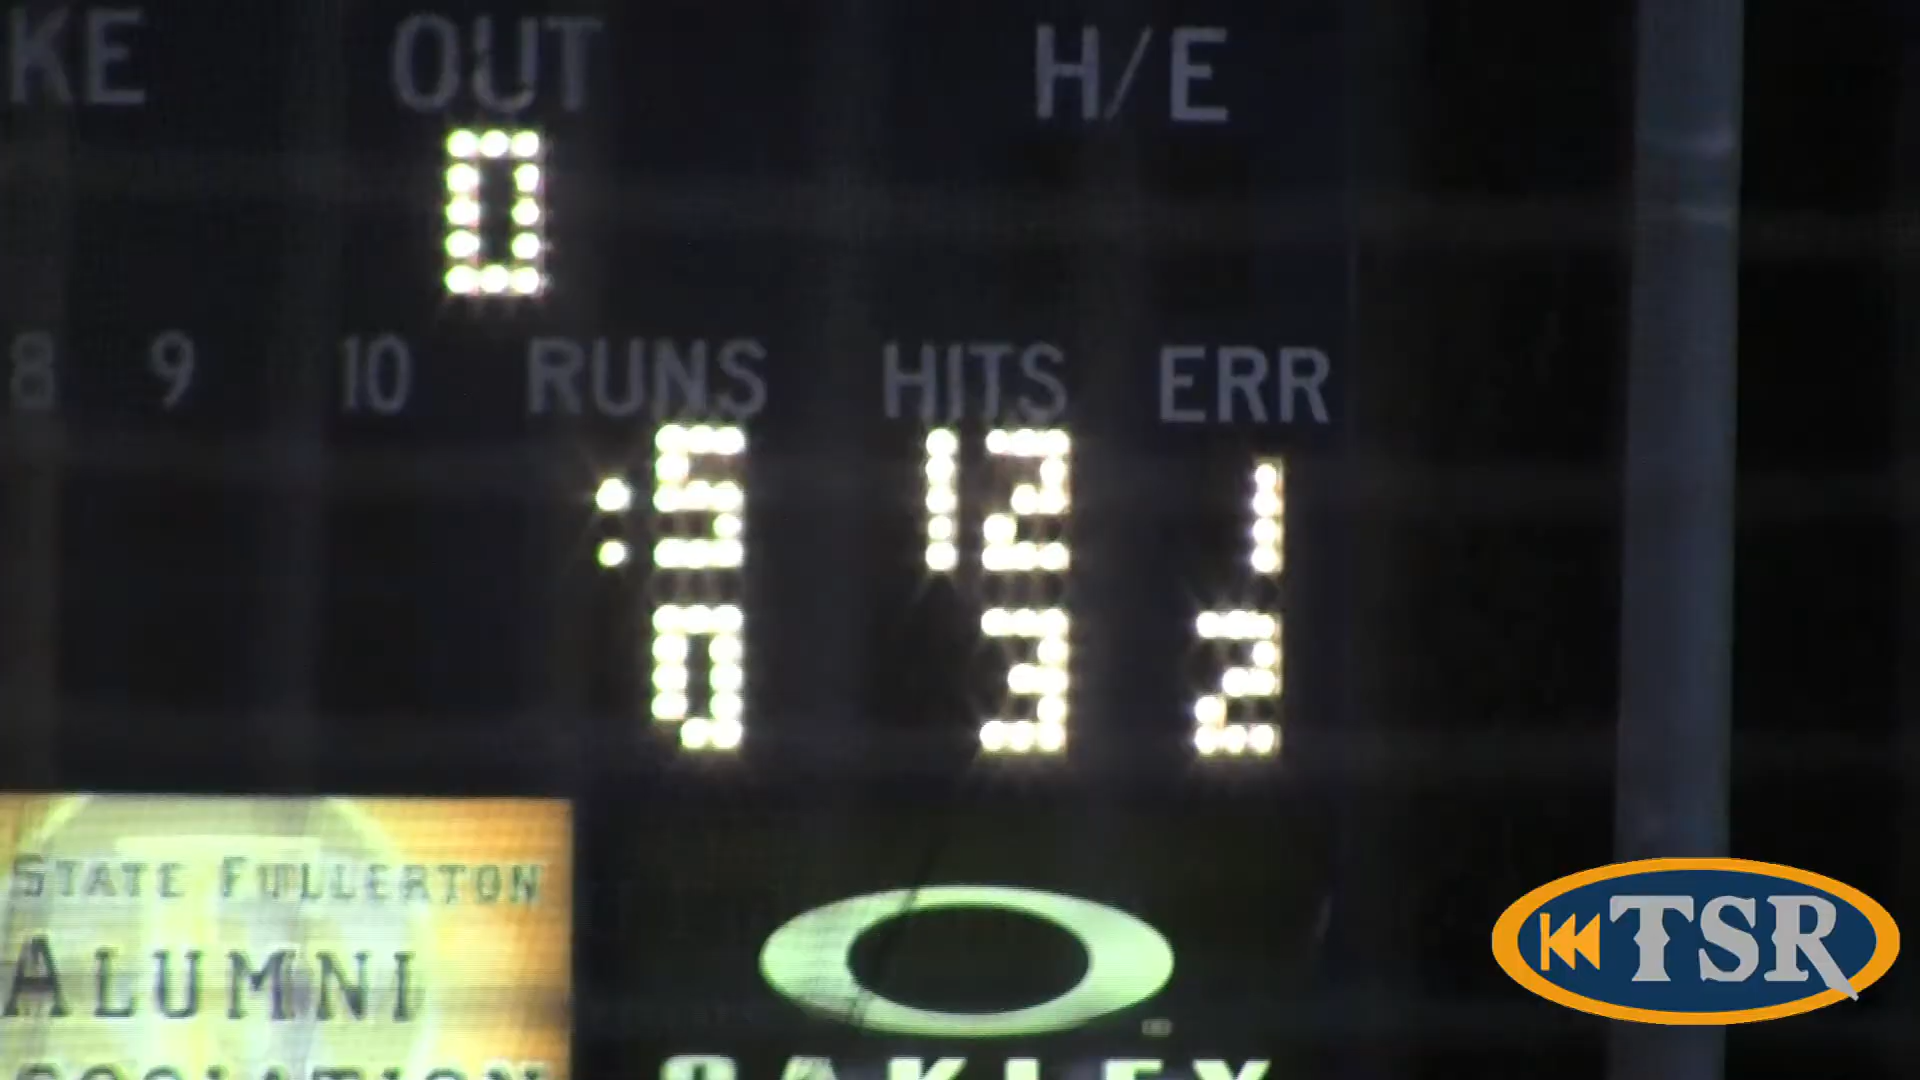 KE OUT H/E
0
8 9 10 RUNS HITS ERR
:5 12 1
0 3 2
STATE FULLERTON
ALUMNI
OAKLEY
TSR